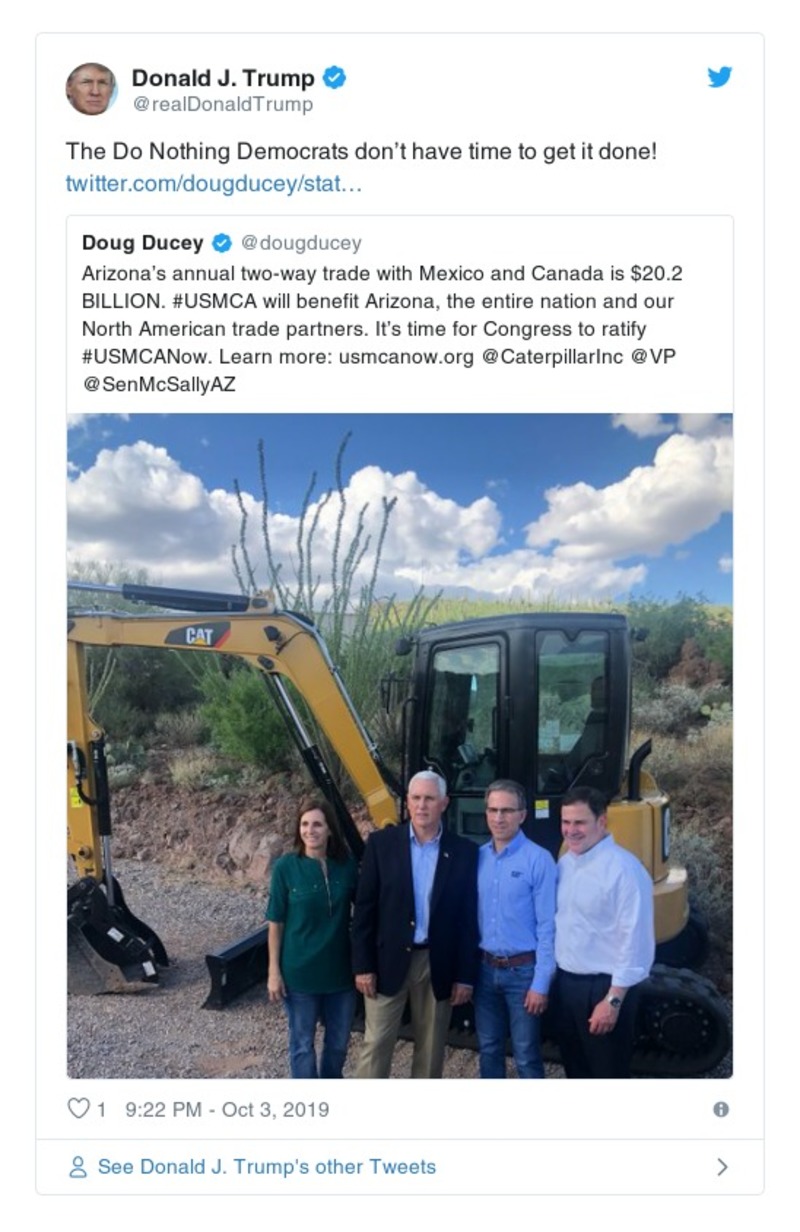 Donald J. Trump
@realDonaldTrump
The Do Nothing Democrats don’t have time to get it done!
twitter.com/dougducey/stat…
Doug Ducey @dougducey
Arizona’s annual two-way trade with Mexico and Canada is $20.2
BILLION. #USMCA will benefit Arizona, the entire nation and our
North American trade partners. It’s time for Congress to ratify
#USMCANow. Learn more: usmcanow.org @CaterpillarInc @VP
@SenMcSallyAZ
CAT
1 9:22 PM - Oct 3, 2019
See Donald J. Trump's other Tweets